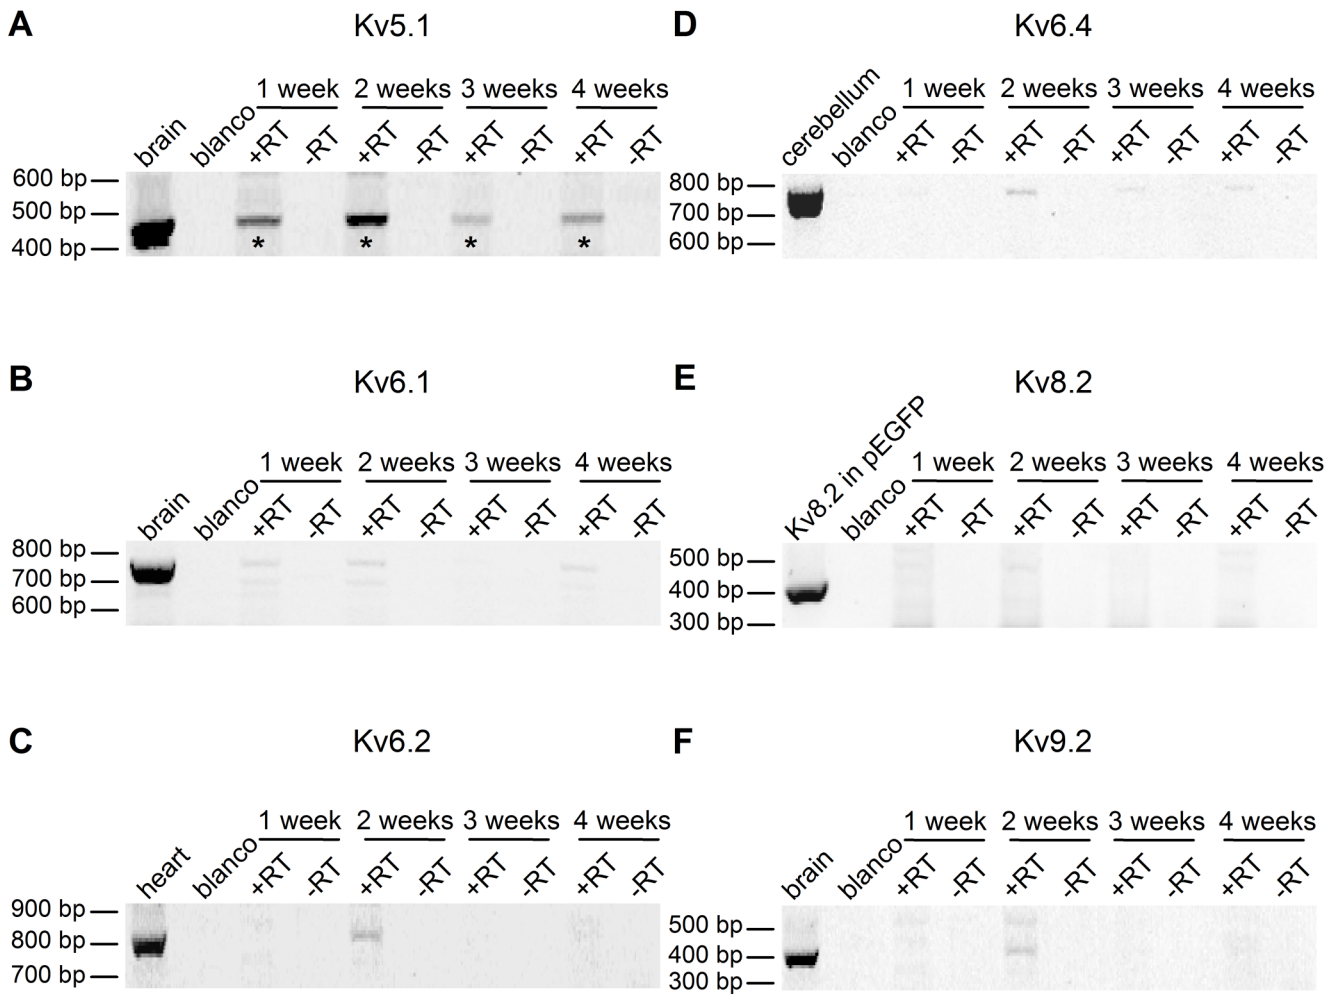 A Kv5.1
1 week 2 weeks 3 weeks 4 weeks
brain blanco +RT -RT +RT -RT +RT -RT +RT -RT
600 bp
500 bp
400 bp
* * * *
B Kv6.1
1 week 2 weeks 3 weeks 4 weeks
brain blanco +RT -RT +RT -RT +RT -RT +RT -RT
800 bp
700 bp
600 bp
C Kv6.2
1 week 2 weeks 3 weeks 4 weeks
heart blanco +RT -RT +RT -RT +RT -RT +RT -RT
900 bp
800 bp
700 bp
D Kv6.4
1 week 2 weeks 3 weeks 4 weeks
cerebellum blanco +RT -RT +RT -RT +RT -RT +RT -RT
800 bp
700 bp
600 bp
E Kv8.2
1 week 2 weeks 3 weeks 4 weeks
Kv8.2 in pEGFP blanco +RT -RT +RT -RT +RT -RT +RT -RT
500 bp
400 bp
300 bp
F Kv9.2
1 week 2 weeks 3 weeks 4 weeks
brain blanco +RT -RT +RT -RT +RT -RT +RT -RT
500 bp
400 bp
300 bp